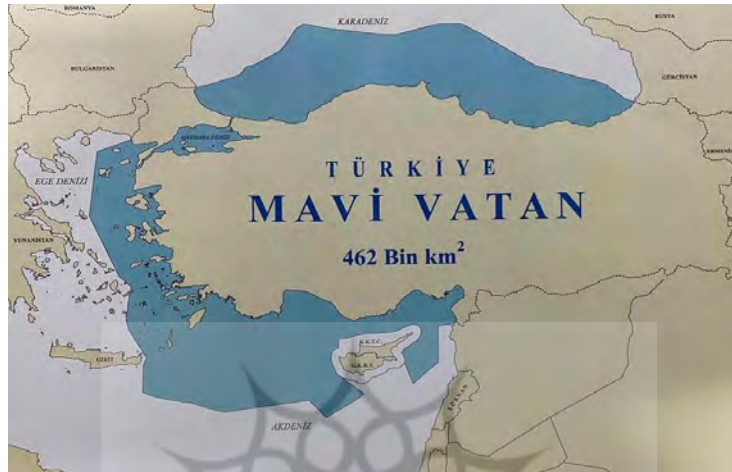 ROMANYA
KARADENİZ
RUSYA
BULGARİSTAN
GÜRCİSTAN
MARMARA DENİZİ
ERMENİ
EGE DENİZİ
TÜRKİYE
MAVİ VATAN
462 Bin km²
YUNANİSTAN
GİRİT
K.K.T.C.
G.K.R.Y.
AKDENİZ